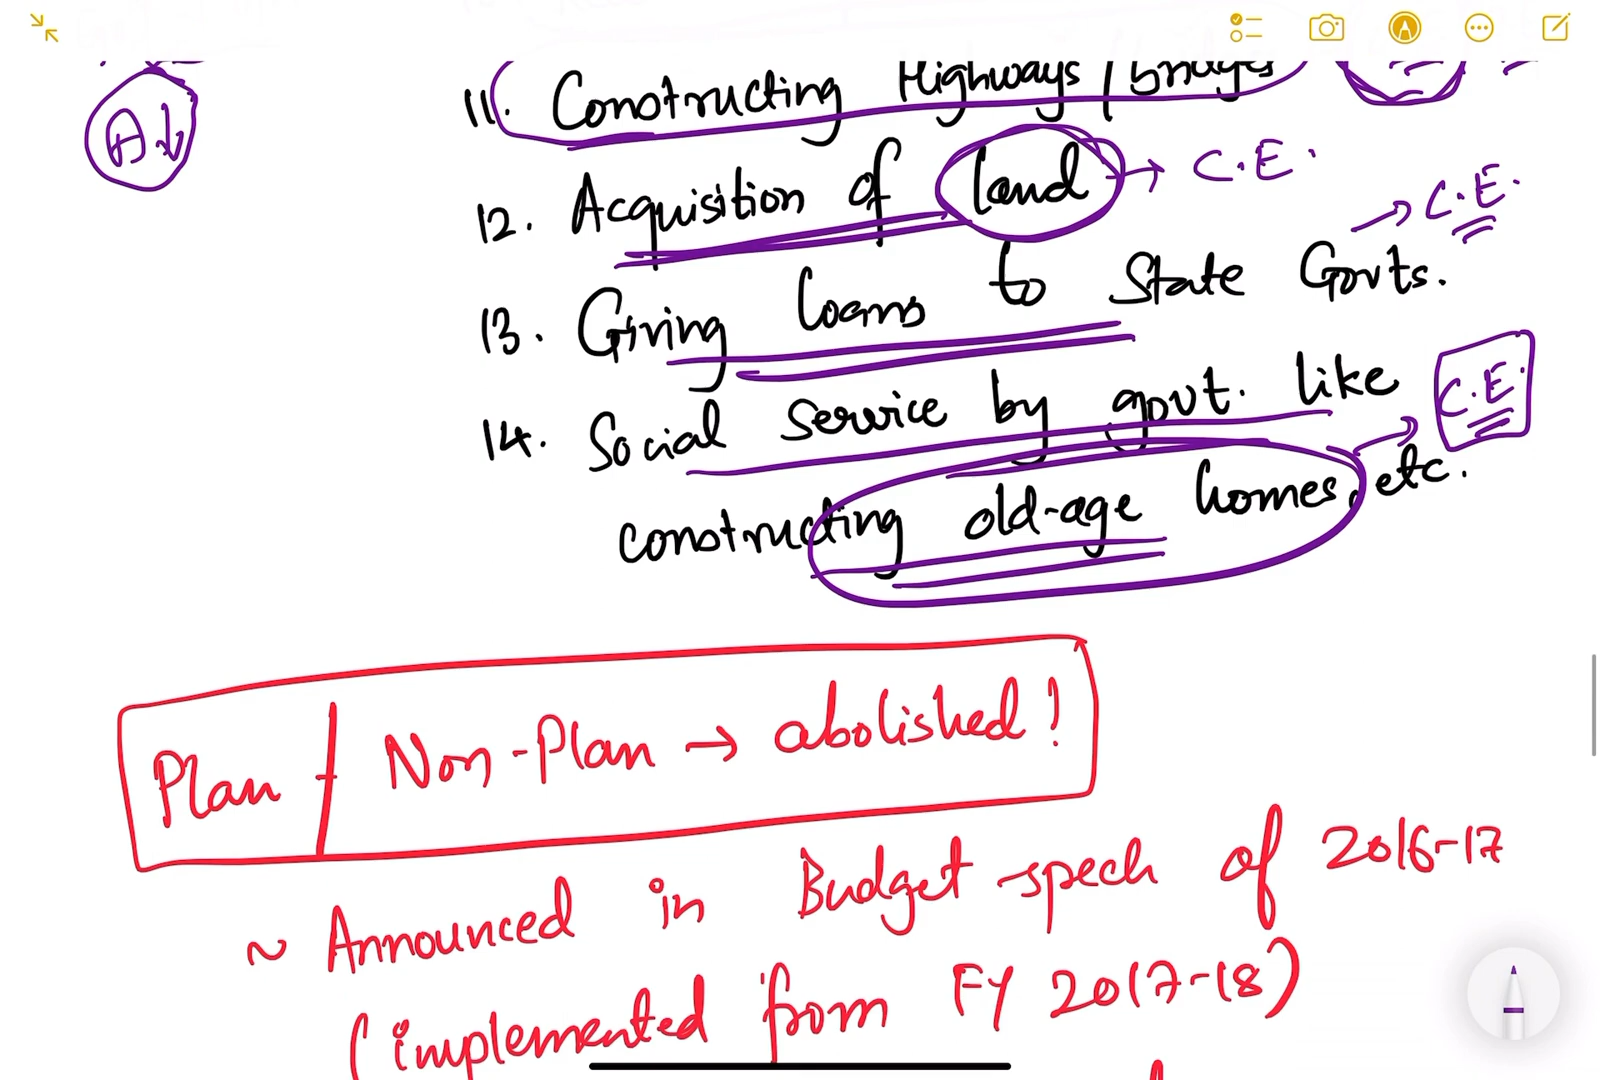 A↓
11. Constructing Highways / bridges
12. Acquisition of land → C.E.
13. Giving loans to State Govts. → C.E.
14. Social service by govt. like
constructing old-age homes, etc. → C.E.
Plan / Non-Plan → abolished!
~ Announced in Budget spech of 2016-17
(implemented from FY 2017-18)